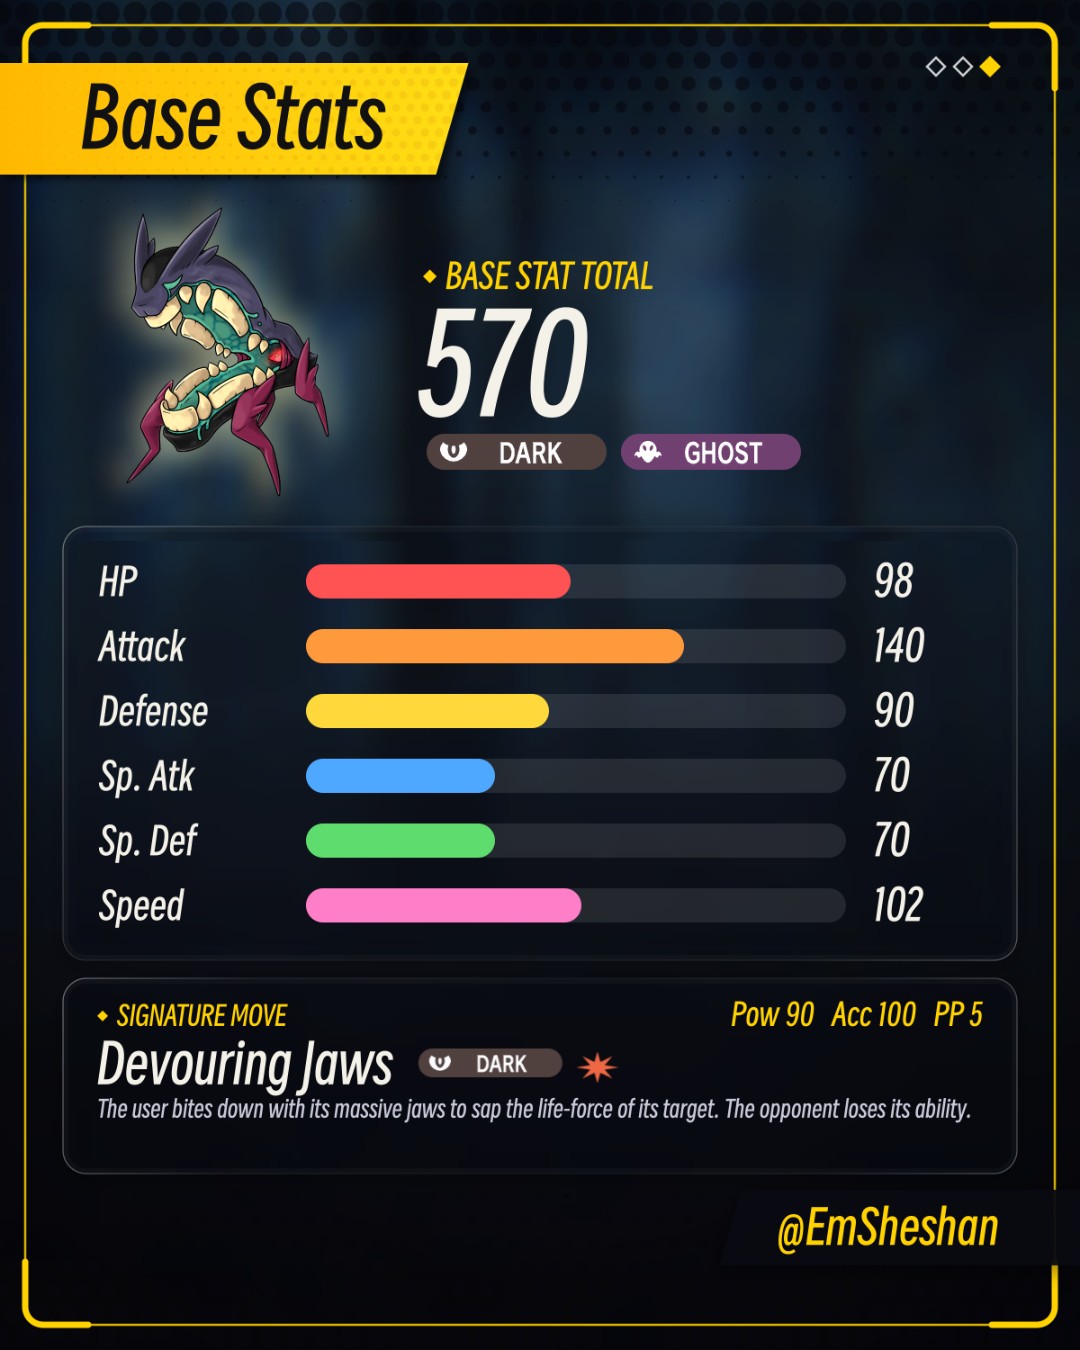 Base Stats
BASE STAT TOTAL
570
DARK GHOST
HP 98
Attack 140
Defense 90
Sp. Atk 70
Sp. Def 70
Speed 102
SIGNATURE MOVE Pow 90 Acc 100 PP 5
Devouring Jaws DARK
The user bites down with its massive jaws to sap the life-force of its target. The opponent loses its ability.
@EmSheshan